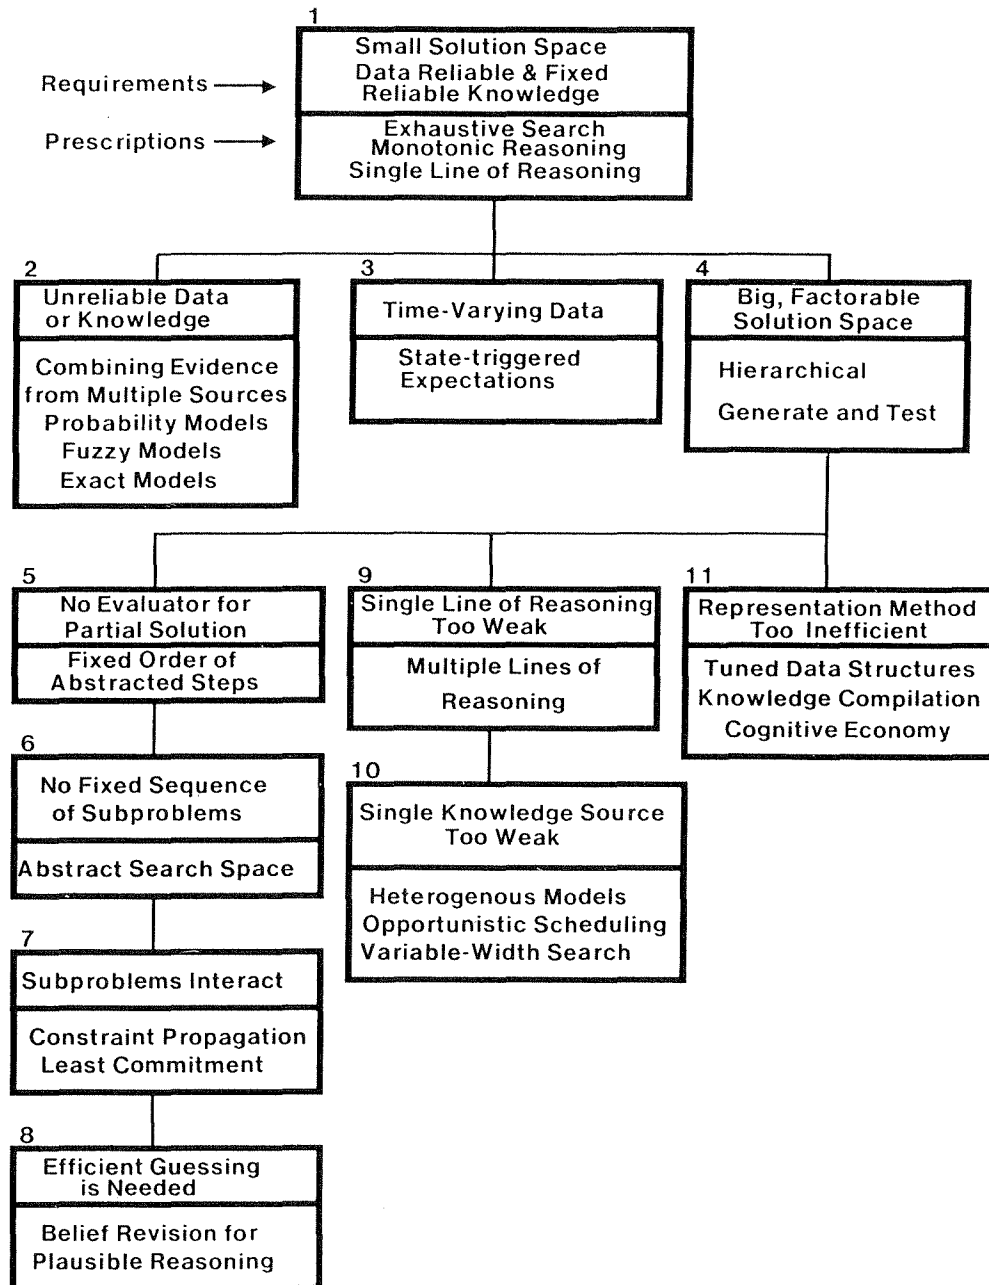 1
Small Solution Space
Data Reliable & Fixed
Reliable Knowledge
Requirements
Exhaustive Search
Monotonic Reasoning
Single Line of Reasoning
Prescriptions
2
Unreliable Data
or Knowledge
Combining Evidence
from Multiple Sources
Probability Models
Fuzzy Models
Exact Models
3
Time-Varying Data
State-triggered
Expectations
4
Big, Factorable
Solution Space
Hierarchical
Generate and Test
5
No Evaluator for
Partial Solution
Fixed Order of
Abstracted Steps
6
No Fixed Sequence
of Subproblems
Abstract Search Space
7
Subproblems Interact
Constraint Propagation
Least Commitment
8
Efficient Guessing
is Needed
Belief Revision for
Plausible Reasoning
9
Single Line of Reasoning
Too Weak
Multiple Lines of
Reasoning
10
Single Knowledge Source
Too Weak
Heterogenous Models
Opportunistic Scheduling
Variable-Width Search
11
Representation Method
Too Inefficient
Tuned Data Structures
Knowledge Compilation
Cognitive Economy